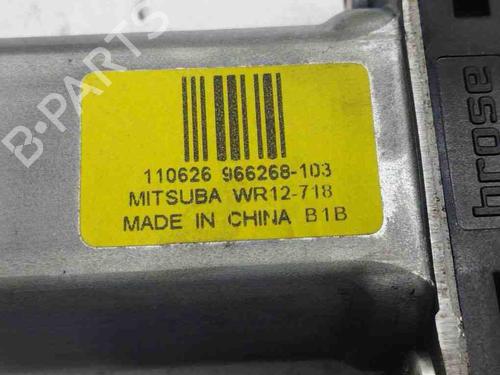 110626 966268-103
MITSUBA WR12-718
MADE IN CHINA B1B
brose
B-Parts